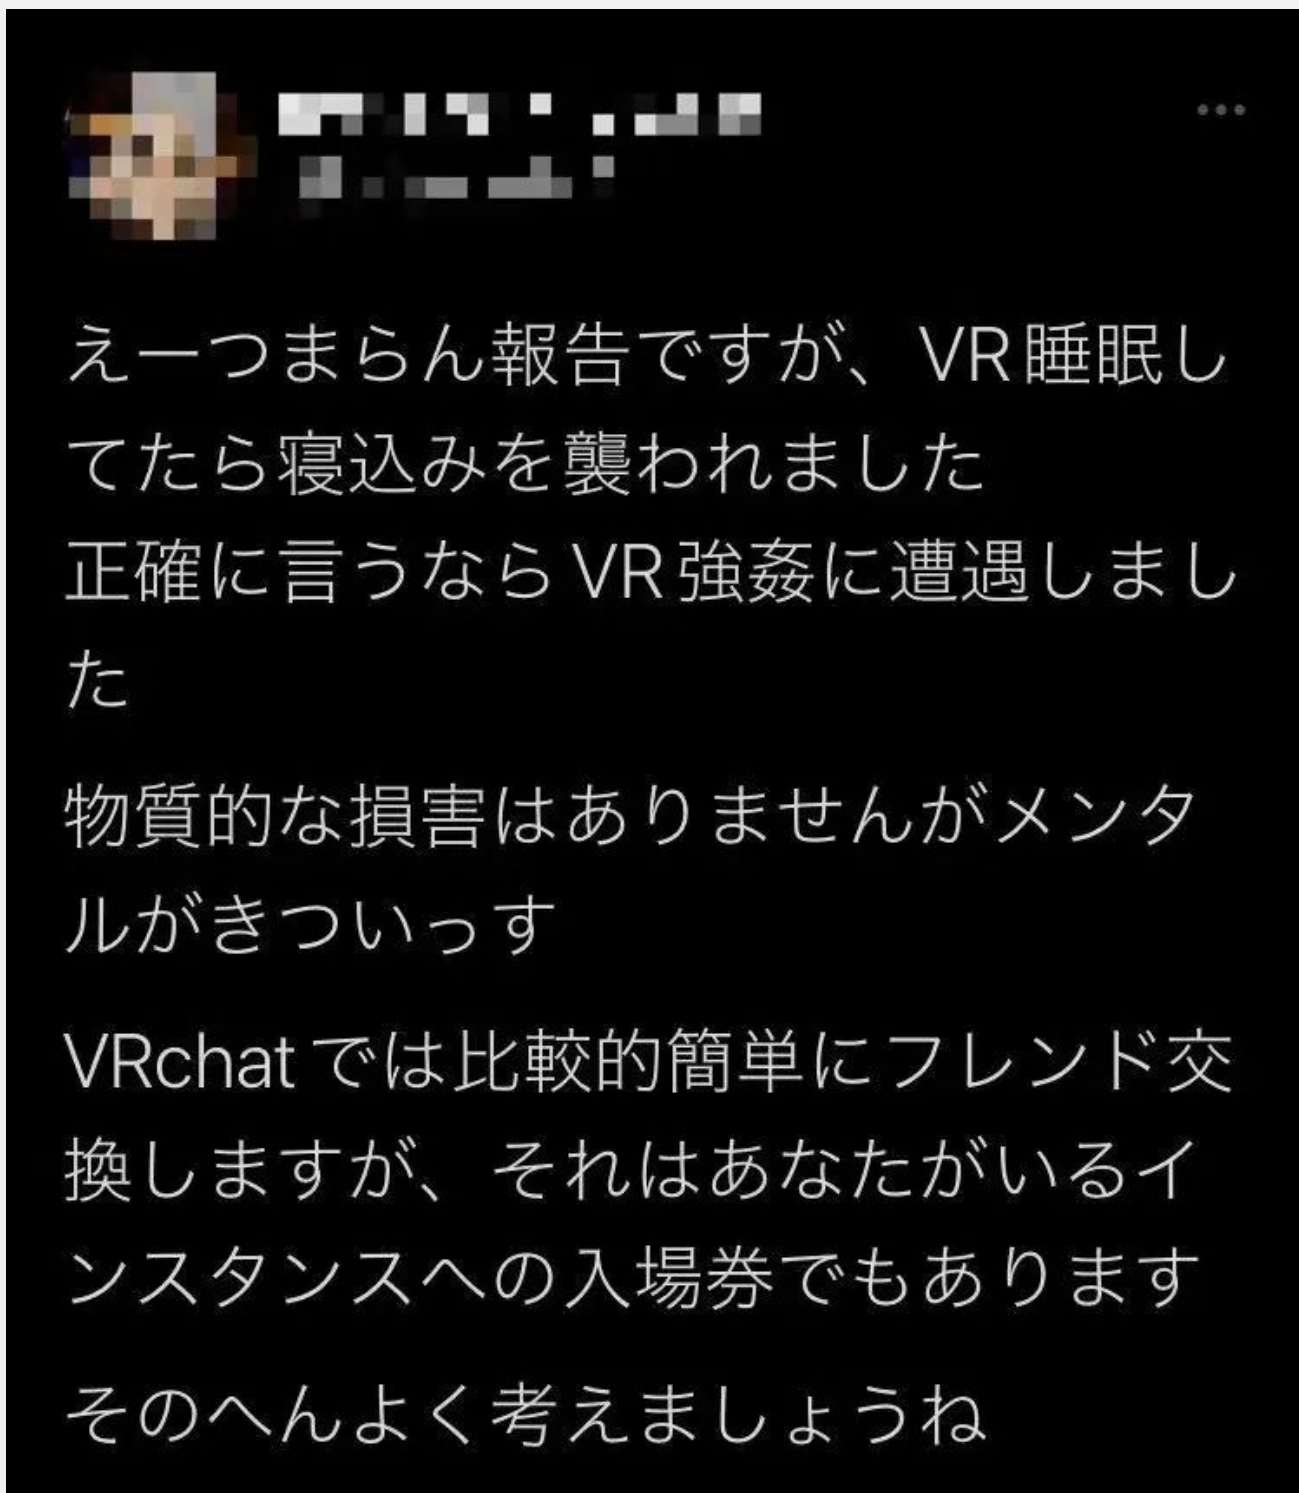 えーつまらん報告ですが、VR睡眠し
てたら寝込みを襲われました
正確に言うならVR強姦に遭遇しまし
た
物質的な損害はありませんがメンタ
ルがきついっす
VRchatでは比較的簡単にフレンド交
換しますが、それはあなたがいるイ
ンスタンスへの入場券でもあります
そのへんよく考えましょうね